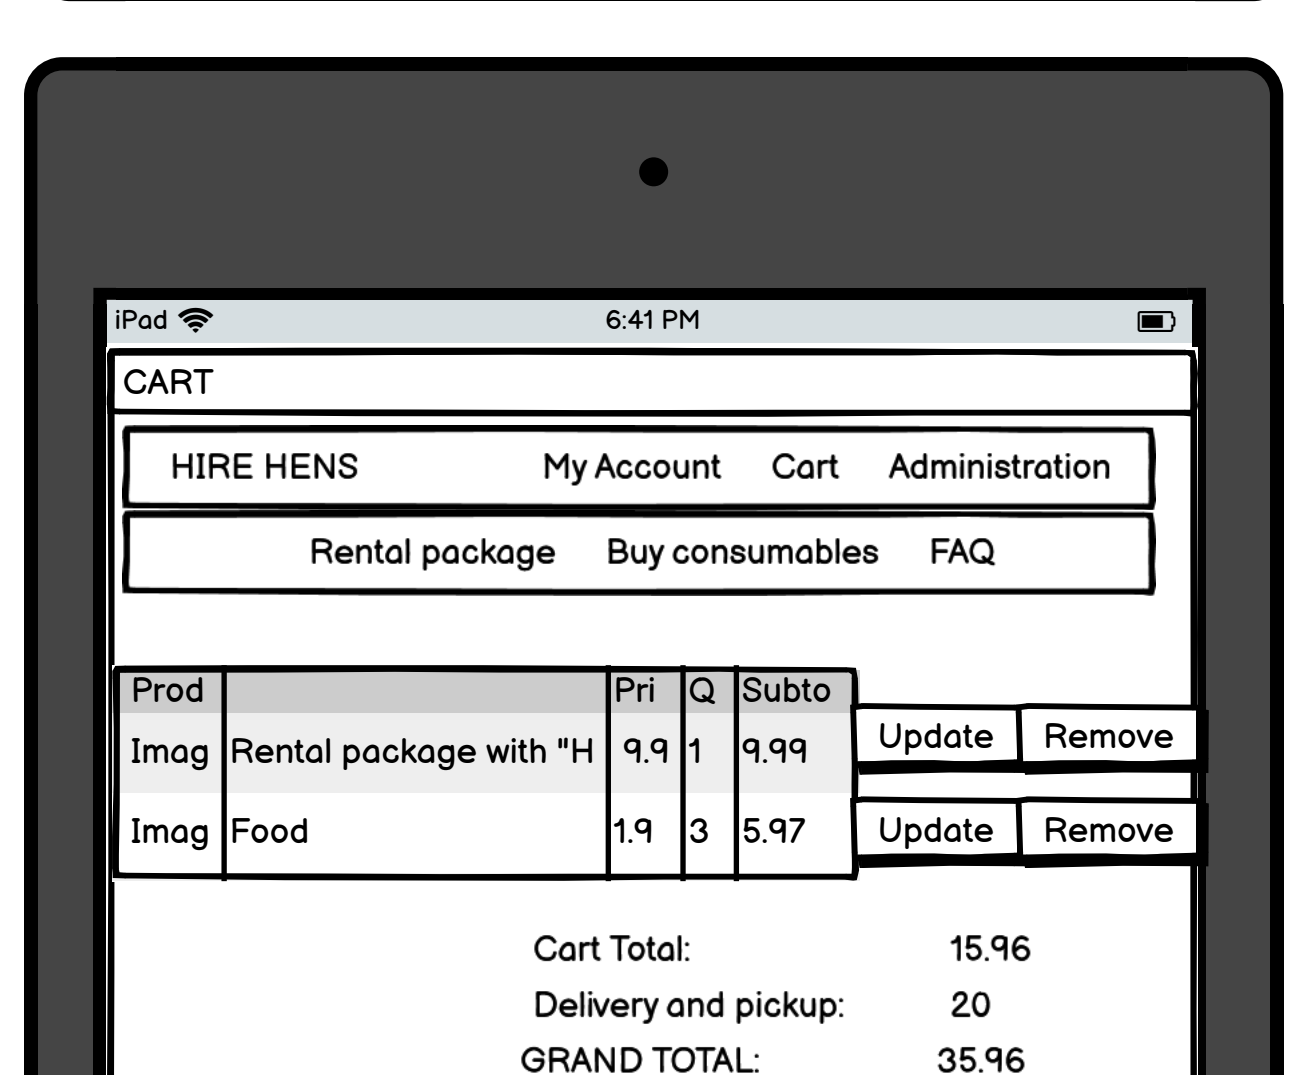 iPad 6:41 PM
CART
HIRE HENS My Account Cart Administration
Rental package Buy consumables FAQ
Prod Pri Q Subto
Imag Rental package with "H 9.9 1 9.99 Update Remove
Imag Food 1.9 3 5.97 Update Remove
Cart Total: 15.96
Delivery and pickup: 20
GRAND TOTAL: 35.96